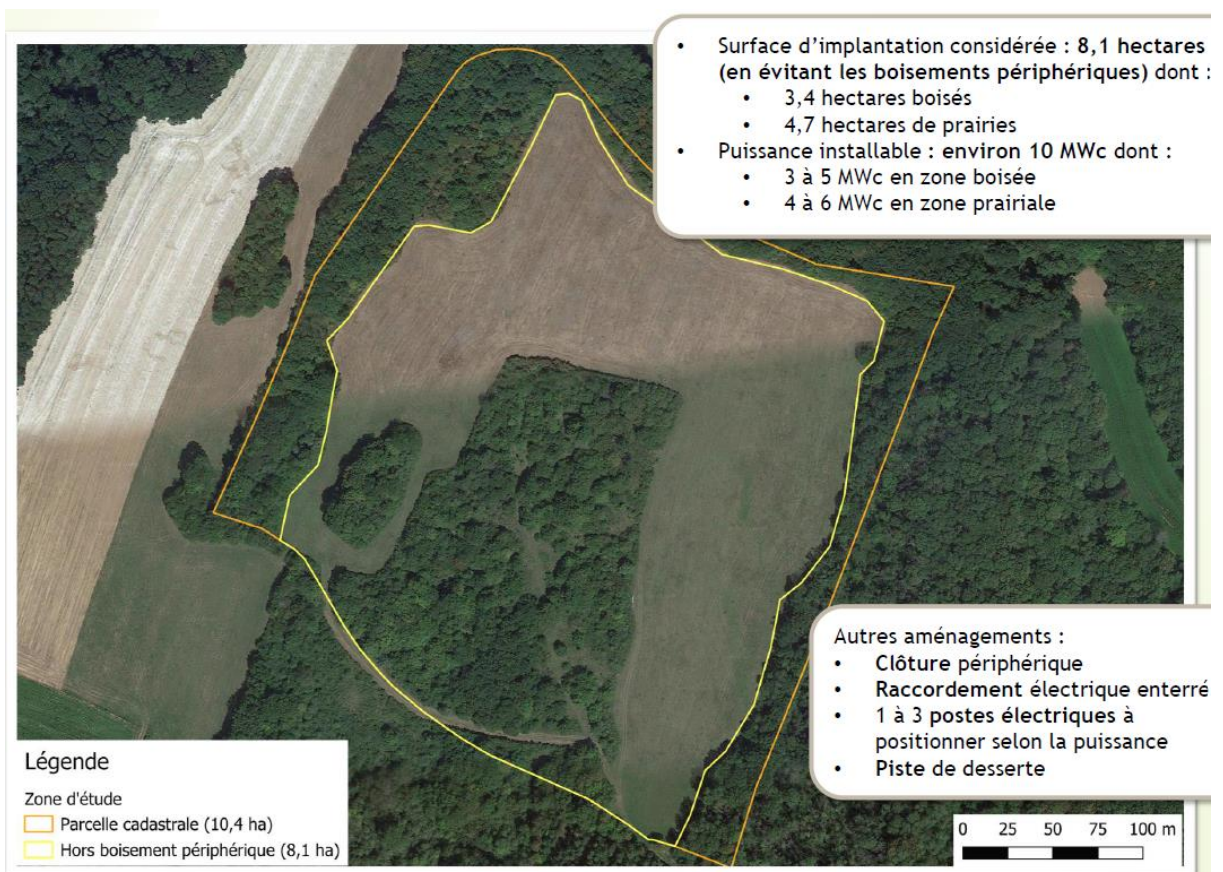 • Surface d'implantation considérée : 8,1 hectares
(en évitant les boisements périphériques) dont :
• 3,4 hectares boisés
• 4,7 hectares de prairies
• Puissance installable : environ 10 MWc dont :
• 3 à 5 MWc en zone boisée
• 4 à 6 MWc en zone prairiale
Autres aménagements :
• Clôture périphérique
• Raccordement électrique enterré
• 1 à 3 postes électriques à
positionner selon la puissance
• Piste de desserte
Légende
Zone d'étude
Parcelle cadastrale (10,4 ha)
Hors boisement périphérique (8,1 ha)
0 25 50 75 100 m